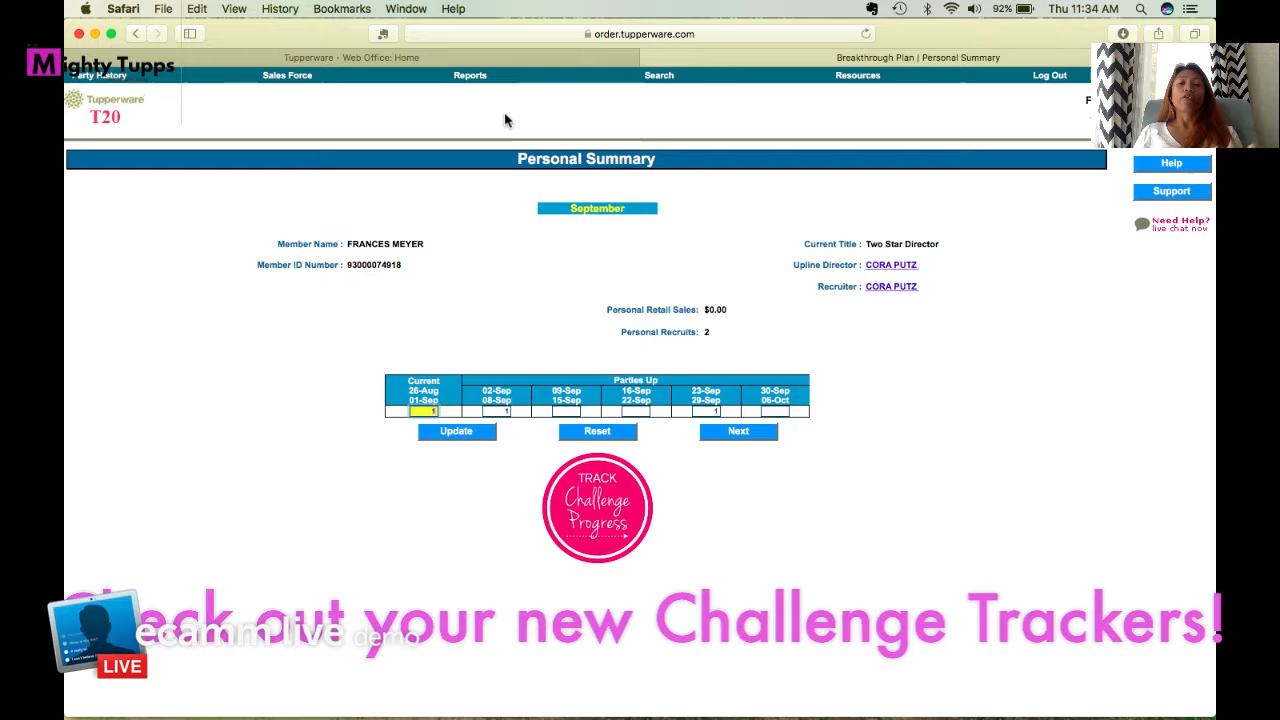 Safari File Edit View History Bookmarks Window Help 92% Thu 11:34 AM
order.tupperware.com
Tupperware - Web Office: Home Breakthrough Plan | Personal Summary
Mighty Tupps
Party History Sales Force Reports Search Resources Log Out
Tupperware
T20
Personal Summary
Help
Support
Need Help?
live chat now
September
Member Name : FRANCES MEYER Current Title : Two Star Director
Member ID Number : 93000074918 Upline Director : CORA PUTZ
Recruiter : CORA PUTZ
Personal Retail Sales: $0.00
Personal Recruits: 2
Current Parties Up
26-Aug 02-Sep 09-Sep 16-Sep 23-Sep 30-Sep
01-Sep 08-Sep 15-Sep 22-Sep 29-Sep 06-Oct
1 1 1
Update Reset Next
TRACK
Challenge
Progress
Check out your new Challenge Trackers!
ecamm live demo
LIVE